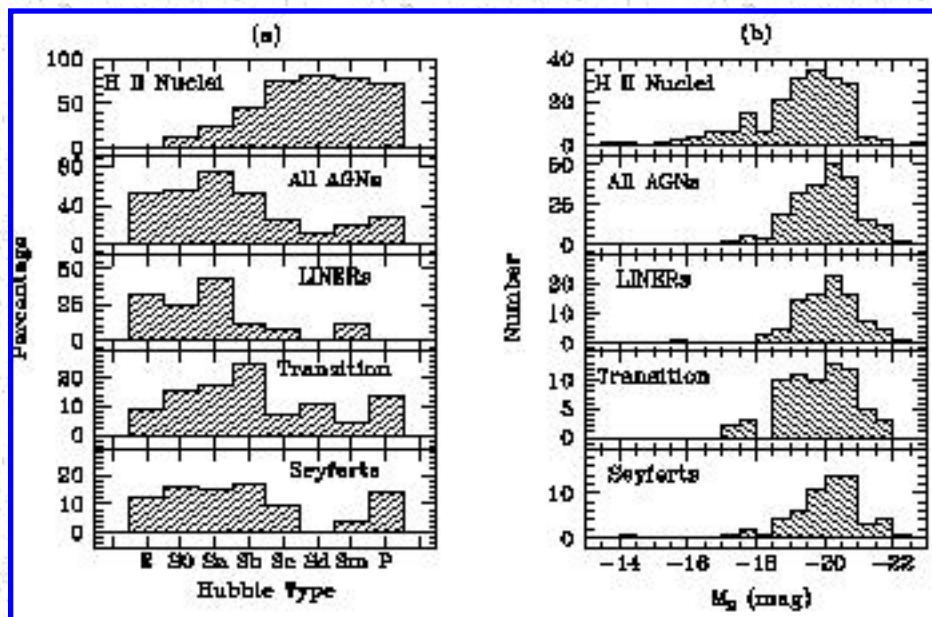 (a)
100
50
0
H II Nuclei
80
40
0
All AGNs
50
25
0
LINERs
20
10
0
Transition
20
10
0
Seyferts
E S0 Sa Sb Sc Sd Sm P
Hubble Type
Percentage
(b)
40
20
0
H II Nuclei
50
25
0
All AGNs
20
10
0
LINERs
10
5
0
Transition
10
0
Seyferts
-14 -16 -18 -20 -22
(mag)
Number